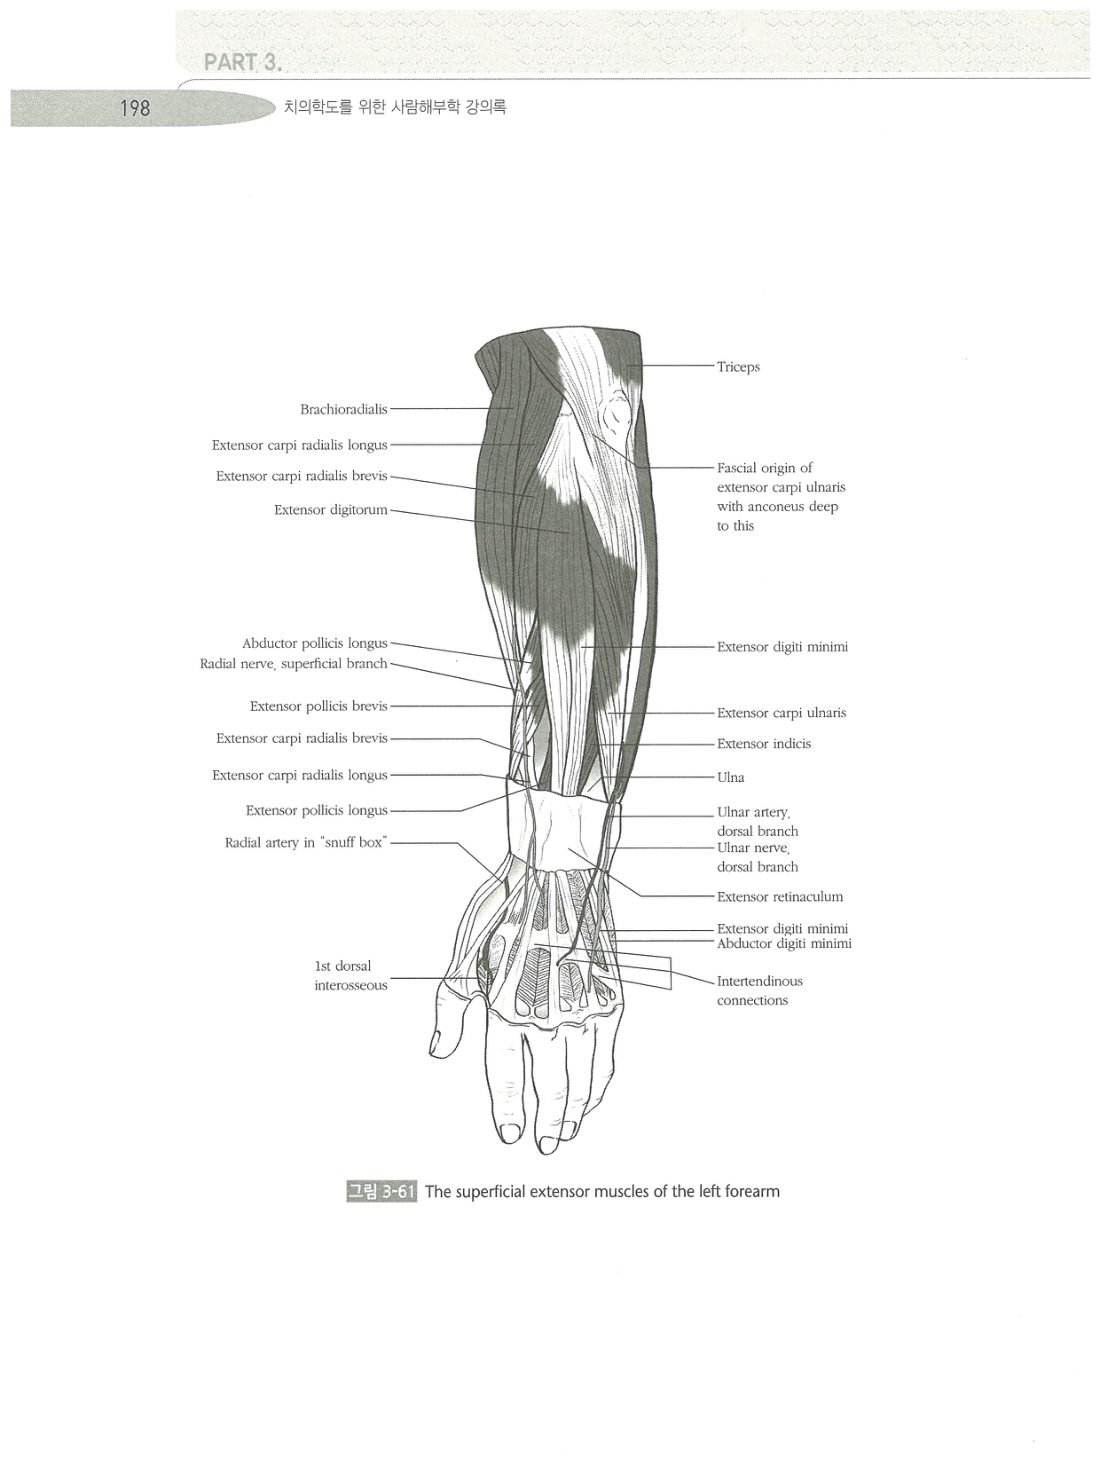 PART 3.
198
치의학도를 위한 사람해부학 강의록
Brachioradialis
Extensor carpi radialis longus
Extensor carpi radialis brevis
Extensor digitorum
Abductor pollicis longus
Radial nerve, superficial branch
Extensor pollicis brevis
Extensor carpi radialis brevis
Extensor carpi radialis longus
Extensor pollicis longus
Radial artery in "snuff box"
1st dorsal
interosseous
Triceps
Fascial origin of
extensor carpi ulnaris
with anconeus deep
to this
Extensor digiti minimi
Extensor carpi ulnaris
Extensor indicis
Ulna
Ulnar artery,
dorsal branch
Ulnar nerve,
dorsal branch
Extensor retinaculum
Extensor digiti minimi
Abductor digiti minimi
Intertendinous
connections
그림 3-61 The superficial extensor muscles of the left forearm